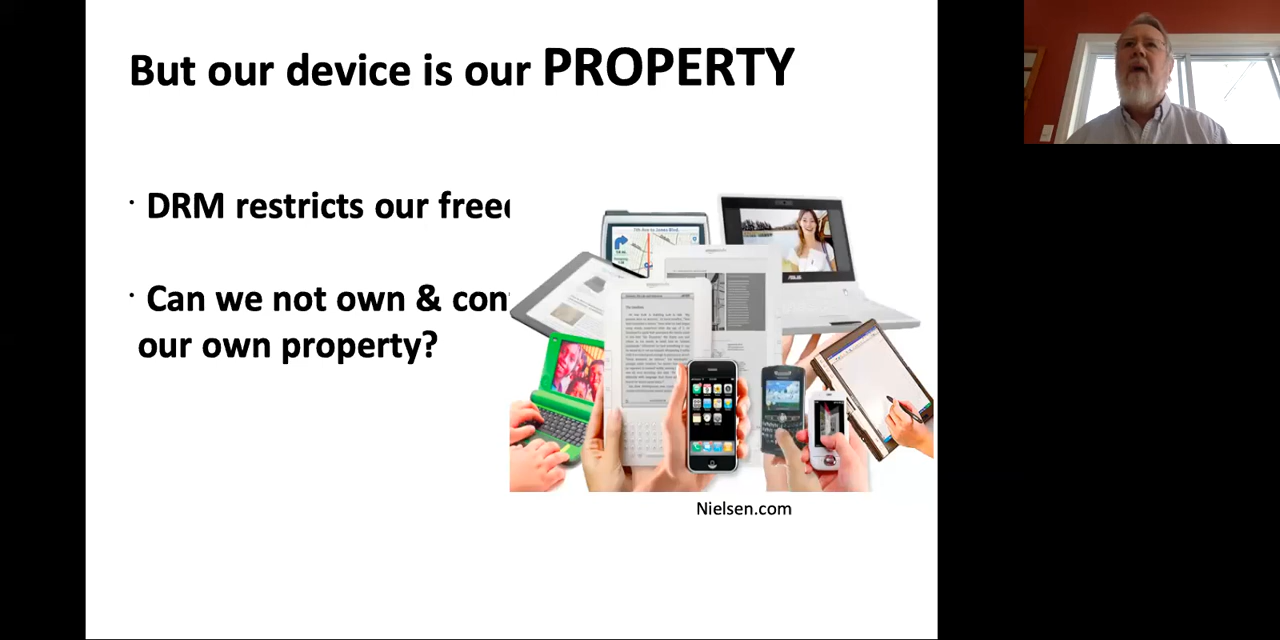 But our device is our PROPERTY
· DRM restricts our free
· Can we not own & con
our own property?
Nielsen.com